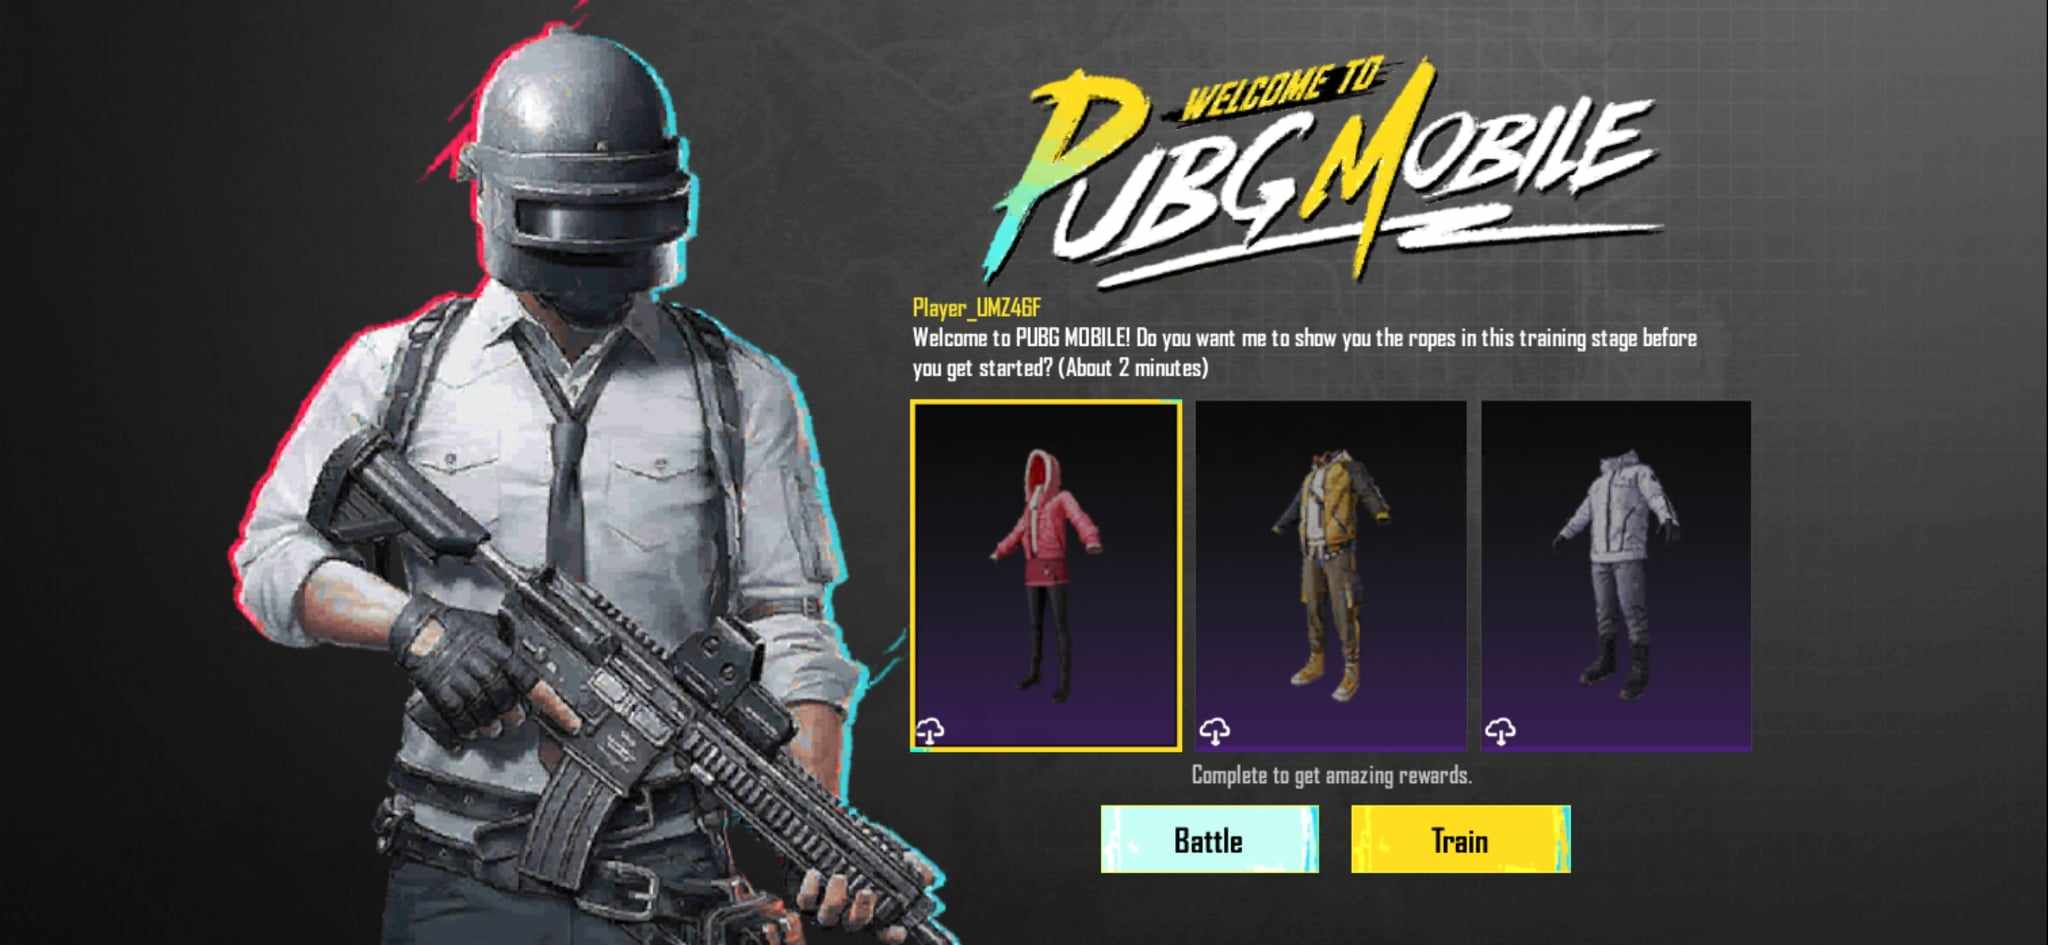 WELCOME TO
PUBG MOBILE
Player_UMZ46F
Welcome to PUBG MOBILE! Do you want me to show you the ropes in this training stage before
you get started? (About 2 minutes)
Complete to get amazing rewards.
Battle
Train